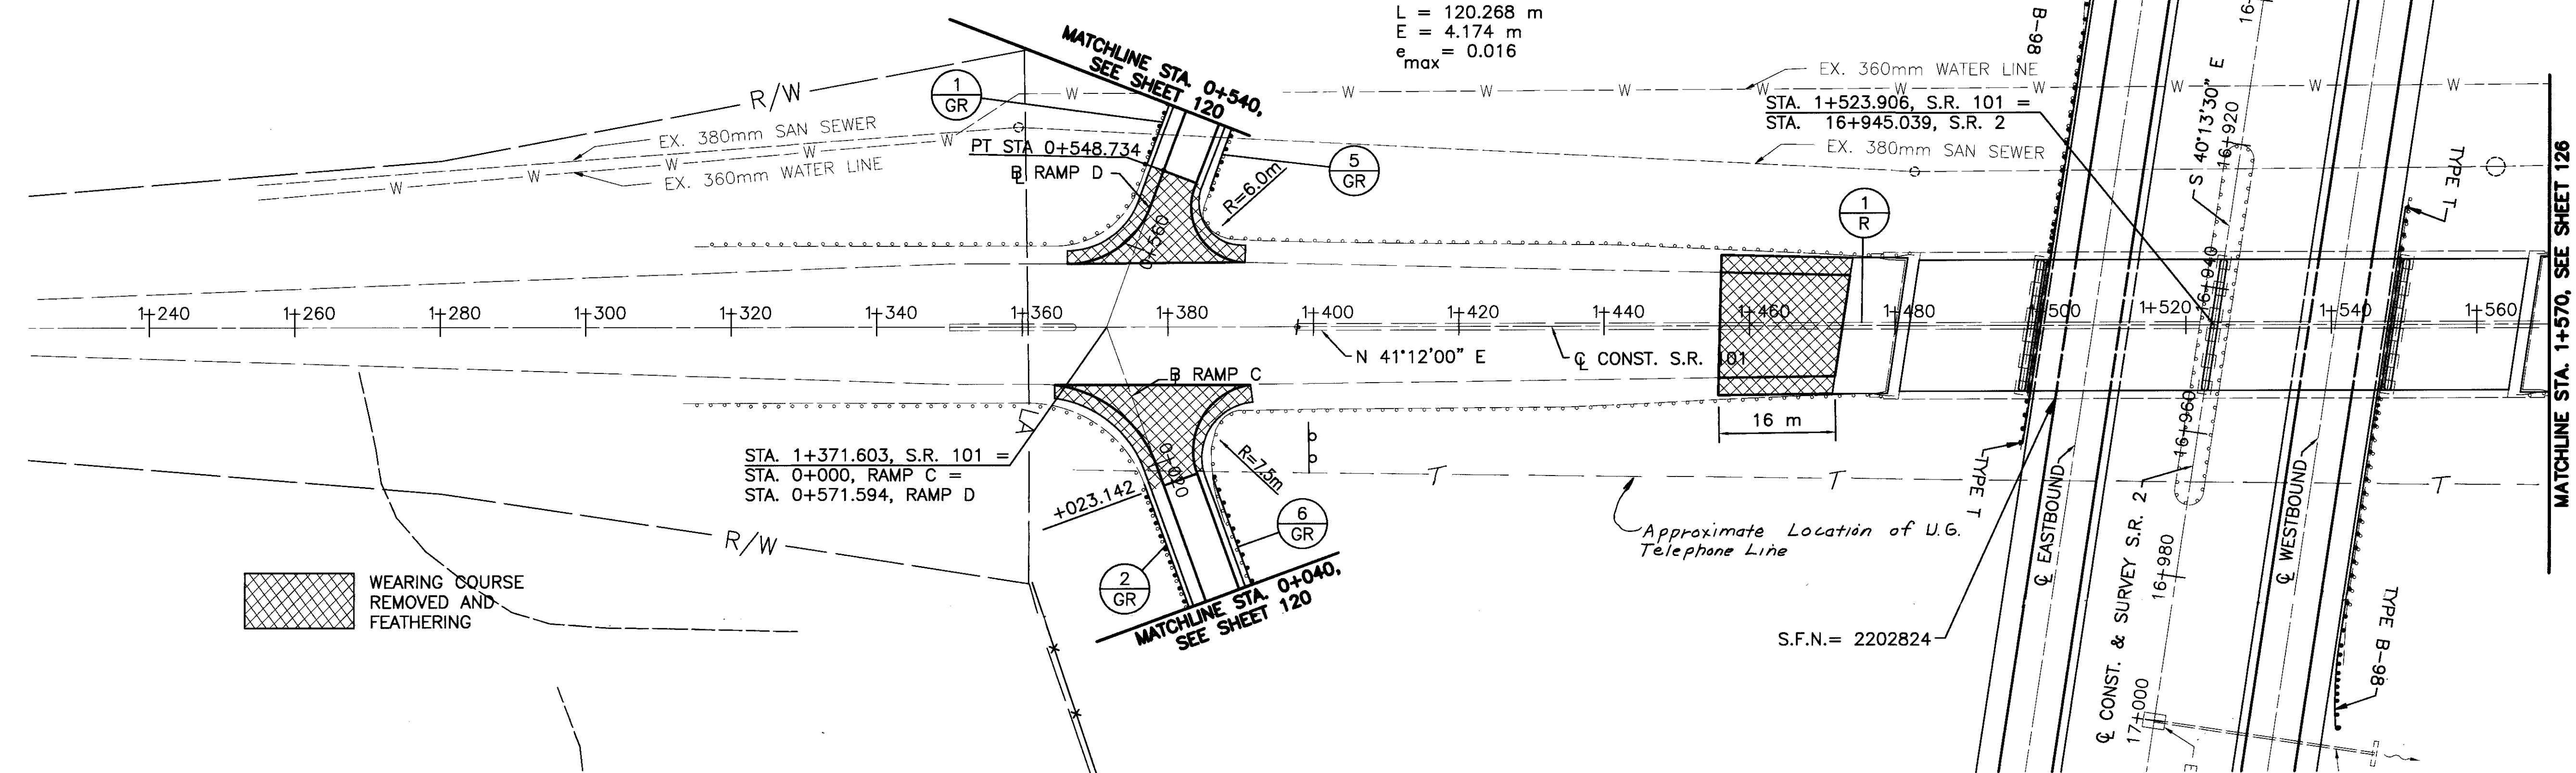 L = 120.268 m
E = 4.174 m
e max = 0.016
MATCHLINE STA. 0+540,
SEE SHEET 120
1
GR
R/W
EX. 380mm SAN SEWER
W W W W W
EX. 360mm WATER LINE
PT STA 0+548.734
B RAMP D
5
GR
R=6.0m
0+560
W W W W W W W W W W
EX. 360mm WATER LINE
STA. 1+523.906, S.R. 101 =
STA. 16+945.039, S.R. 2
EX. 380mm SAN SEWER
1
R
B-98
16-
S 40°13'30" E
16+920
16+940
TYPE T
MATCHLINE STA. 1+570, SEE SHEET 126
1+240
1+260
1+280
1+300
1+320
1+340
1+360
1+380
1+400
1+420
1+440
1+460
1+480
500
1+520
1+540
1+560
N 41°12'00" E
℄ CONST. S.R. 101
B RAMP C
LA
16 m
STA. 1+371.603, S.R. 101 =
STA. 0+000, RAMP C =
STA. 0+571.594, RAMP D
0+020
R=7.5m
+023.142
6
GR
2
GR
MATCHLINE STA. 0+040,
SEE SHEET 120
R/W
WEARING COURSE
REMOVED AND
FEATHERING
T T T
Approximate Location of U.G.
Telephone Line
TYPE T
S.F.N.= 2202824
℄ EASTBOUND
℄ CONST. & SURVEY S.R. 2
16+960
16+980
17+000
℄ WESTBOUND
TYPE B-98
E